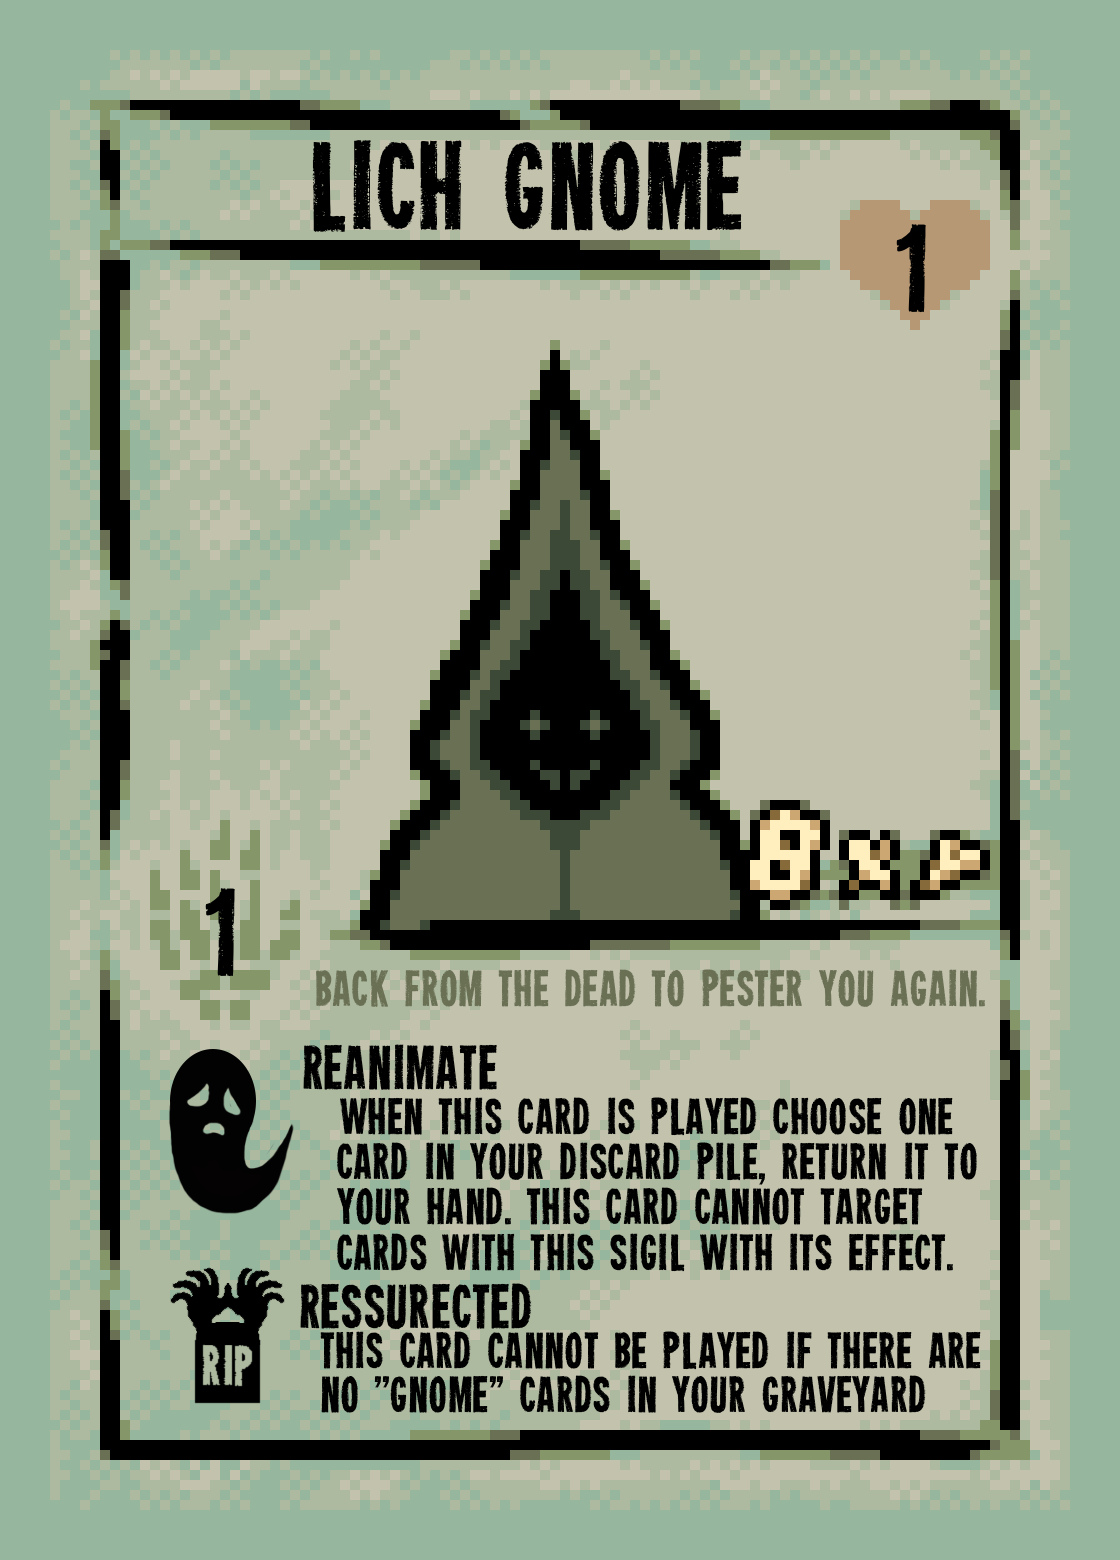 LICH GNOME
1
8 x
1
BACK FROM THE DEAD TO PESTER YOU AGAIN.
REANIMATE
WHEN THIS CARD IS PLAYED CHOOSE ONE
CARD IN YOUR DISCARD PILE, RETURN IT TO
YOUR HAND. THIS CARD CANNOT TARGET
CARDS WITH THIS SIGIL WITH ITS EFFECT.
RESSURECTED
RIP
THIS CARD CANNOT BE PLAYED IF THERE ARE
NO "GNOME" CARDS IN YOUR GRAVEYARD